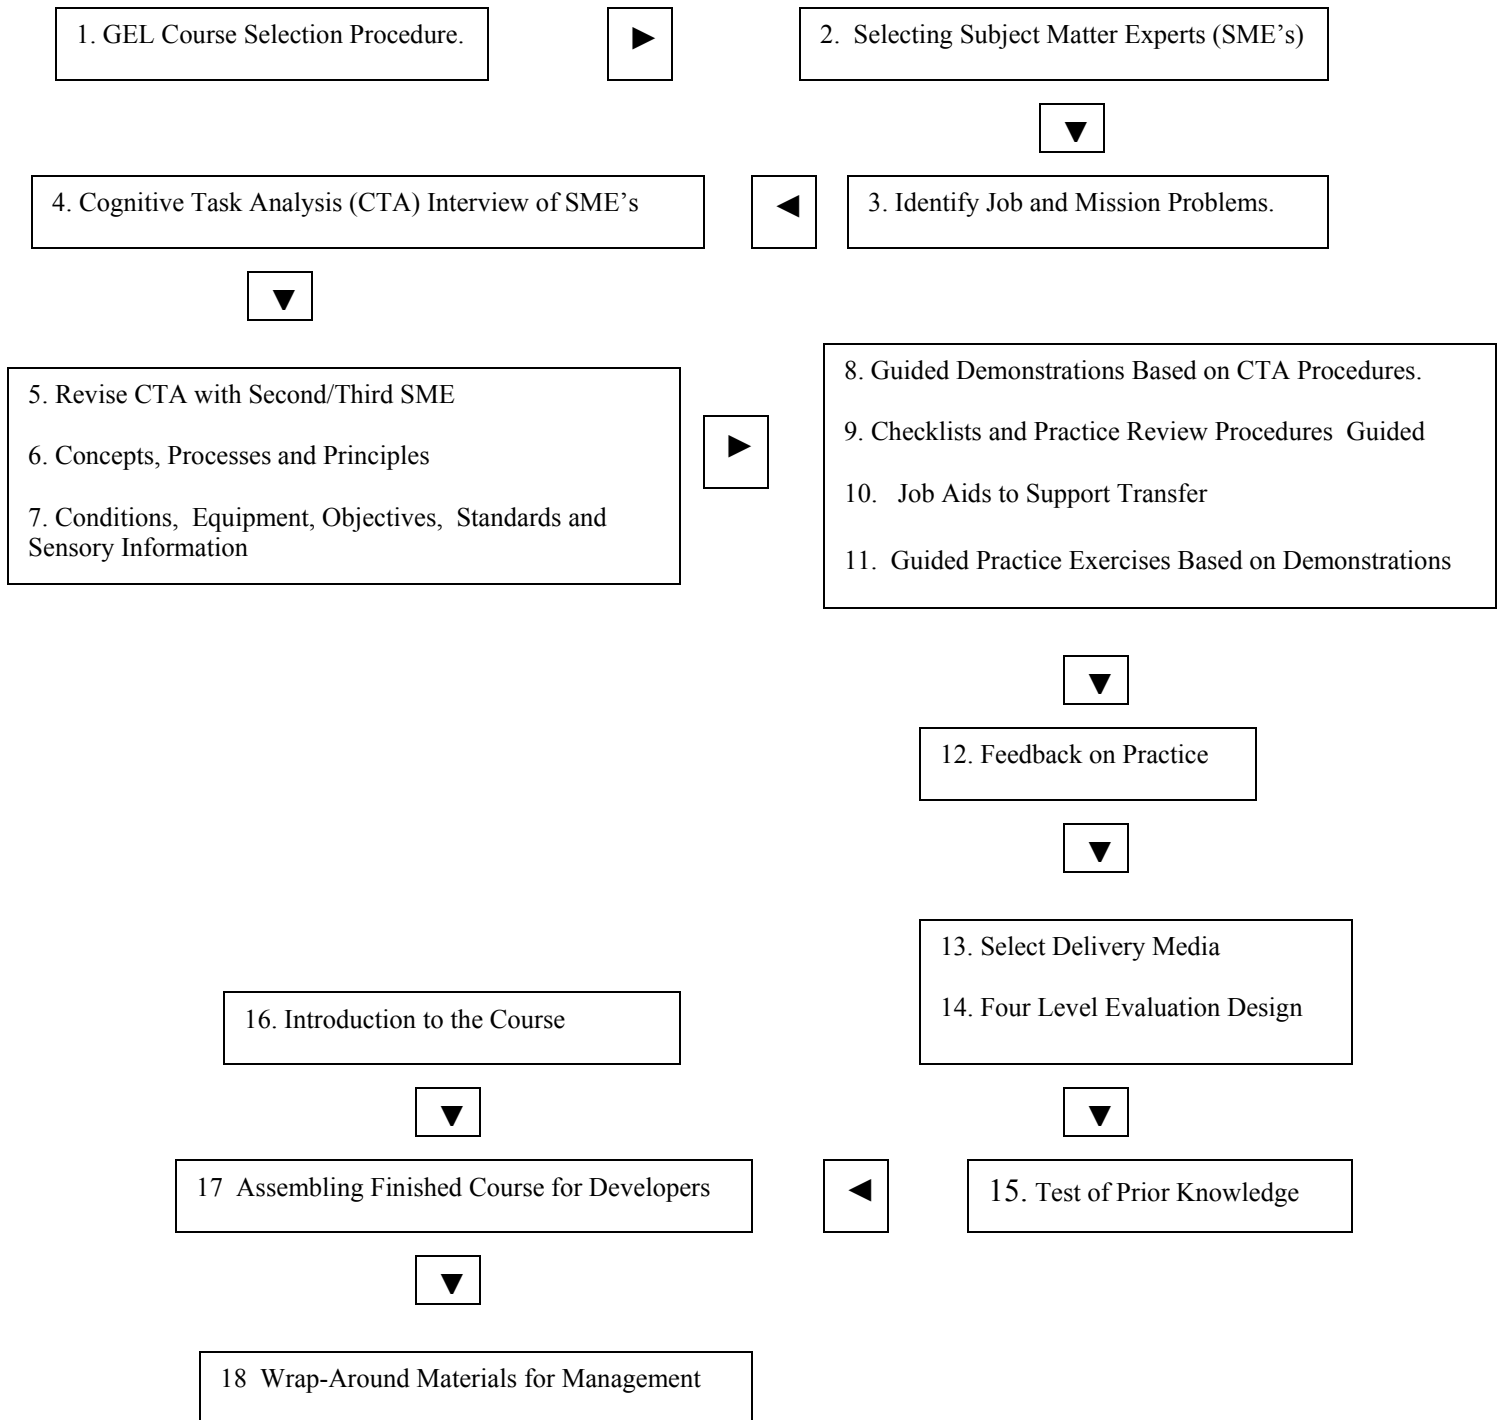 1. GEL Course Selection Procedure.
►
2. Selecting Subject Matter Experts (SME's)
▼
3. Identify Job and Mission Problems.
◄
4. Cognitive Task Analysis (CTA) Interview of SME's
▼
5. Revise CTA with Second/Third SME
6. Concepts, Processes and Principles
7. Conditions, Equipment, Objectives, Standards and
Sensory Information
►
8. Guided Demonstrations Based on CTA Procedures.
9. Checklists and Practice Review Procedures Guided
10. Job Aids to Support Transfer
11. Guided Practice Exercises Based on Demonstrations
▼
12. Feedback on Practice
▼
13. Select Delivery Media
14. Four Level Evaluation Design
▼
15. Test of Prior Knowledge
◄
16. Introduction to the Course
▼
17 Assembling Finished Course for Developers
▼
18 Wrap-Around Materials for Management